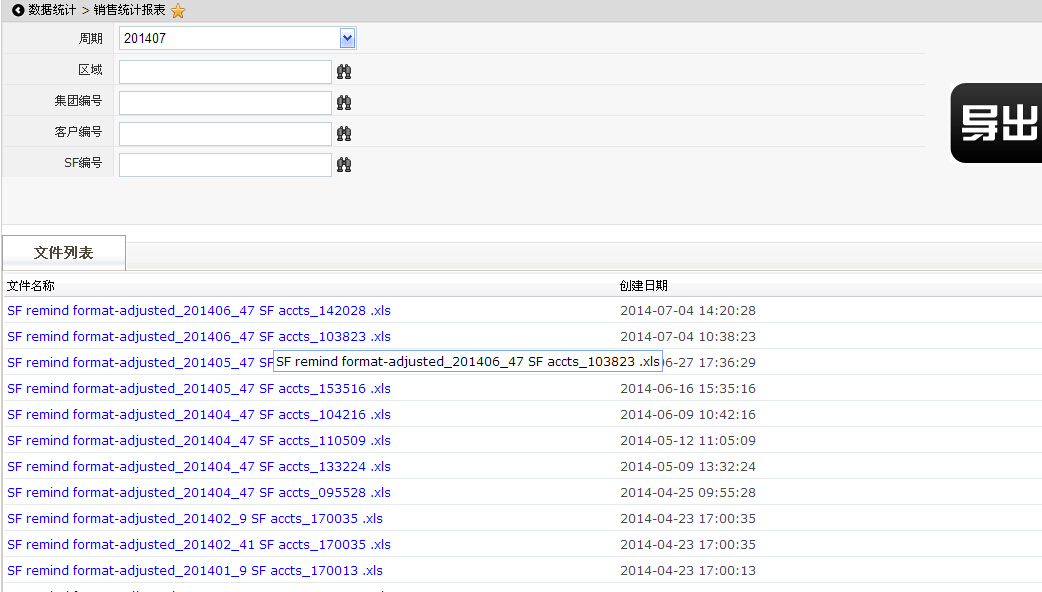 数据统计 > 销售统计报表
周期 201407
区域
集团编号
客户编号
SF编号
导出
文件列表
文件名称 创建日期
SF remind format-adjusted_201406_47 SF accts_142028 .xls 2014-07-04 14:20:28
SF remind format-adjusted_201406_47 SF accts_103823 .xls 2014-07-04 10:38:23
SF remind format-adjusted_201405_47 SF 06-27 17:36:29
SF remind format-adjusted_201406_47 SF accts_103823 .xls
SF remind format-adjusted_201405_47 SF accts_153516 .xls 2014-06-16 15:35:16
SF remind format-adjusted_201404_47 SF accts_104216 .xls 2014-06-09 10:42:16
SF remind format-adjusted_201404_47 SF accts_110509 .xls 2014-05-12 11:05:09
SF remind format-adjusted_201404_47 SF accts_133224 .xls 2014-05-09 13:32:24
SF remind format-adjusted_201404_47 SF accts_095528 .xls 2014-04-25 09:55:28
SF remind format-adjusted_201402_9 SF accts_170035 .xls 2014-04-23 17:00:35
SF remind format-adjusted_201402_41 SF accts_170035 .xls 2014-04-23 17:00:35
SF remind format-adjusted_201401_9 SF accts_170013 .xls 2014-04-23 17:00:13